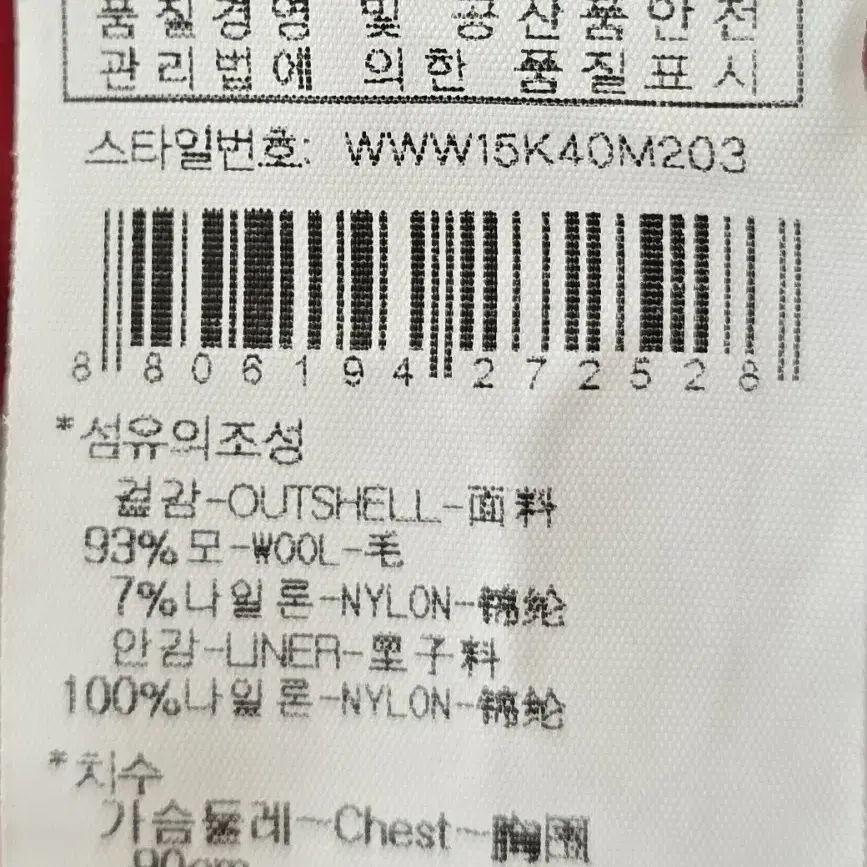 품질경영 및 공산품안전
관리법에 의한 품질표시
스타일번호: WWW15K40M203
8 806194 272528
*섬유의조성
겉감-OUTSHELL-面料
93%모-WOOL-毛
7%나일론-NYLON-锦纶
안감-LINER-里子料
100%나일론-NYLON-锦纶
*치수
가슴둘레-Chest-胸围
90cm